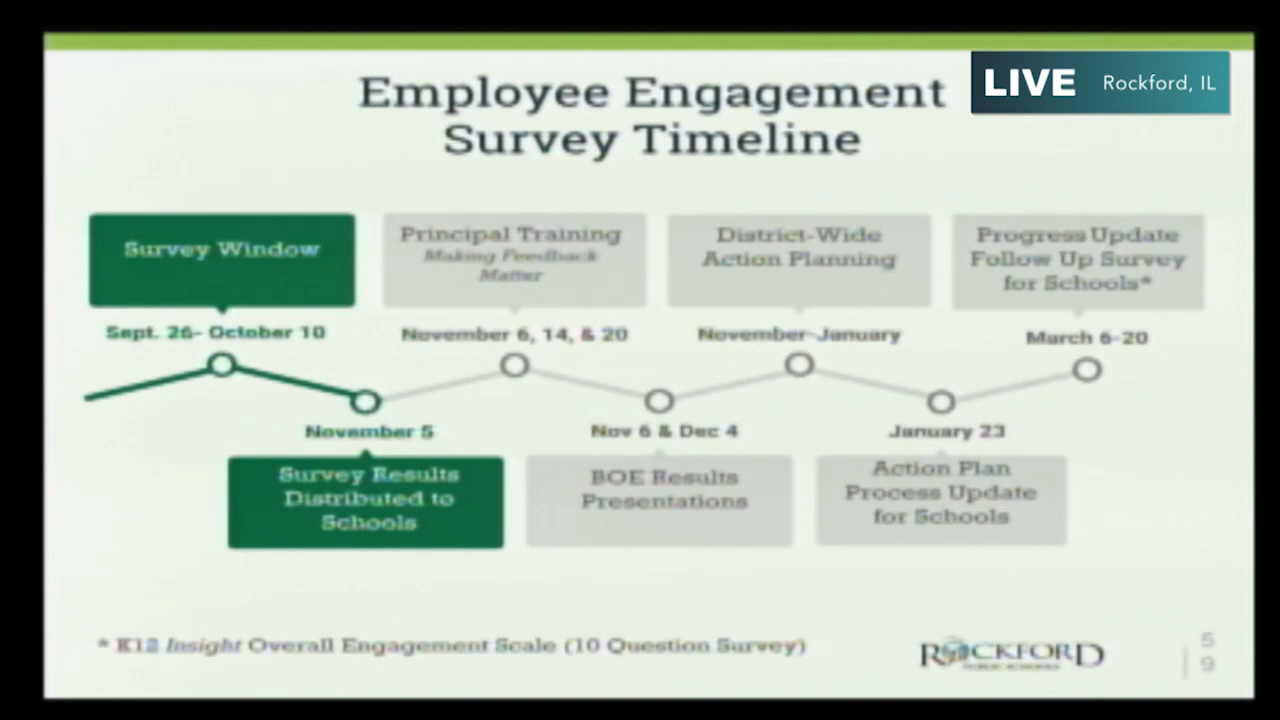 Employee Engagement
Survey Timeline
LIVE Rockford, IL
Survey Window
Principal Training
Making Feedback
Matter
District-Wide
Action Planning
Progress Update
Follow Up Survey
for Schools*
Sept. 26- October 10
November 6, 14, & 20
November-January
March 6-20
November 5
Nov 6 & Dec 4
January 23
Survey Results
Distributed to
Schools
BOE Results
Presentations
Action Plan
Process Update
for Schools
* K12 Insight Overall Engagement Scale (10 Question Survey)
ROCKFORD
PUBLIC SCHOOLS
5
9